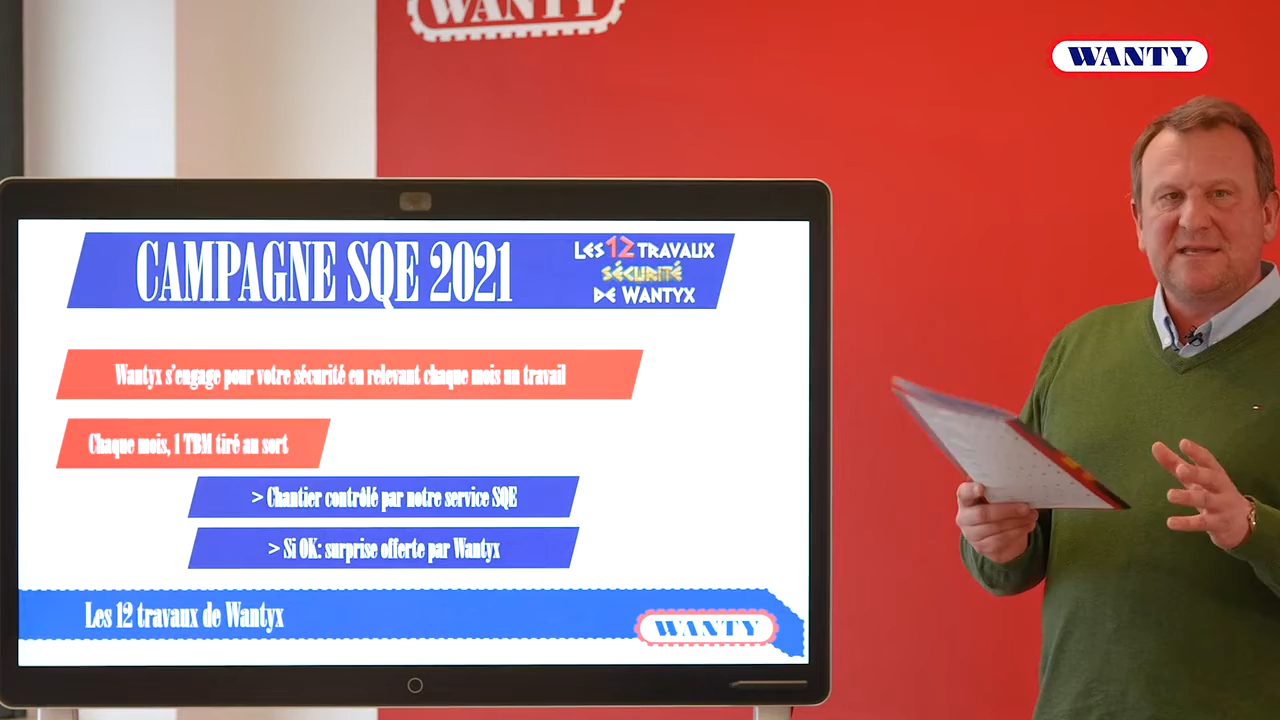 WANTY
WANTY
CAMPAGNE SQE 2021
LES 12 TRAVAUX
SÉCURITÉ
DE WANTYX
Wantyx s'engage pour votre sécurité en relevant chaque mois un travail
Chaque mois, 1 TBM tiré au sort
> Chantier contrôlé par notre service SQE
> Si OK: surprise offerte par Wantyx
Les 12 travaux de Wantyx
WANTY